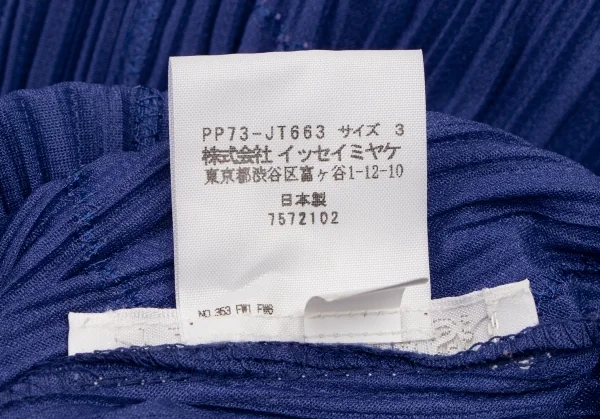 PP73-JT663 サイズ 3
株式会社 イッセイミヤケ
東京都渋谷区富ヶ谷1-12-10
日本製
7572102
NO.353 FW1 FW6